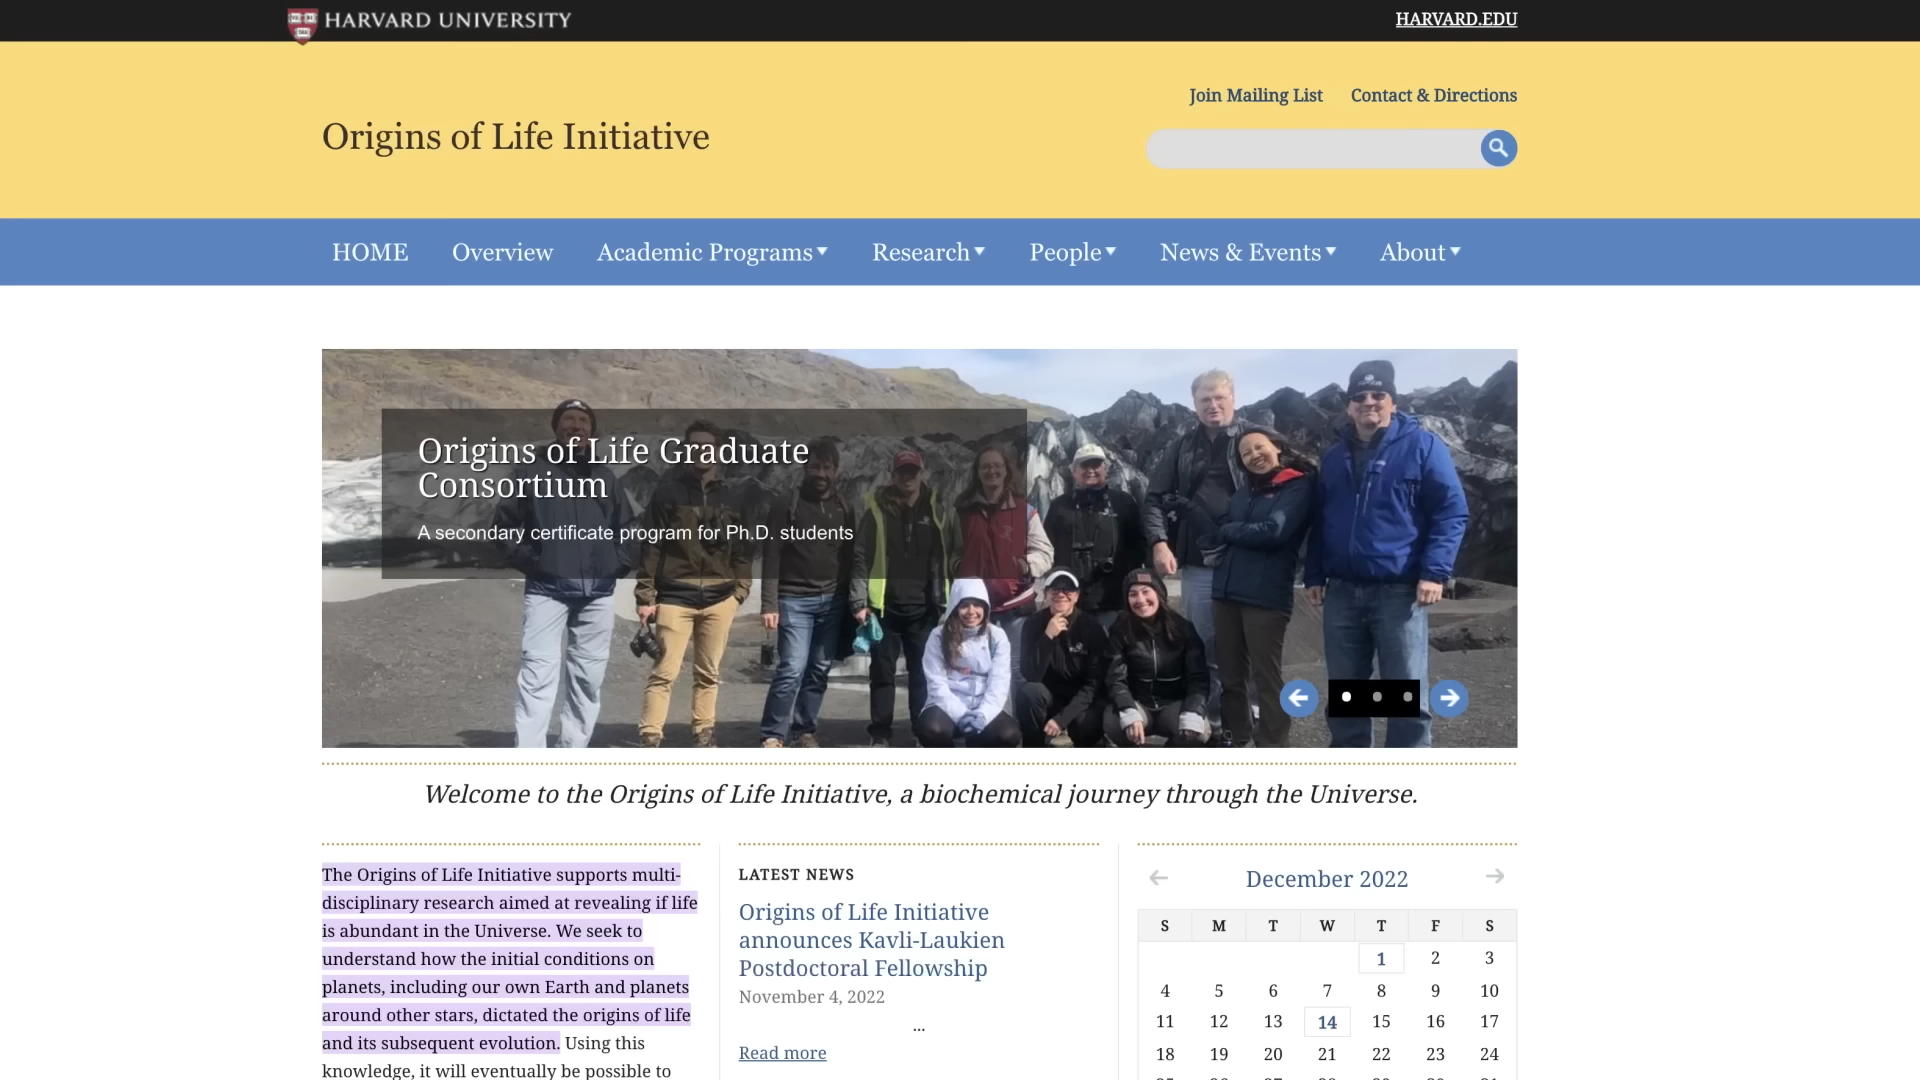 HARVARD UNIVERSITY
HARVARD.EDU
Join Mailing List Contact & Directions
Origins of Life Initiative
HOME Overview Academic Programs Research People News & Events About
Origins of Life Graduate
Consortium
A secondary certificate program for Ph.D. students
Welcome to the Origins of Life Initiative, a biochemical journey through the Universe.
The Origins of Life Initiative supports multi-
disciplinary research aimed at revealing if life
is abundant in the Universe. We seek to
understand how the initial conditions on
planets, including our own Earth and planets
around other stars, dictated the origins of life
and its subsequent evolution. Using this
knowledge, it will eventually be possible to
LATEST NEWS
Origins of Life Initiative
announces Kavli-Laukien
Postdoctoral Fellowship
November 4, 2022
...
Read more
December 2022
S M T W T F S
1 2 3
4 5 6 7 8 9 10
11 12 13 14 15 16 17
18 19 20 21 22 23 24